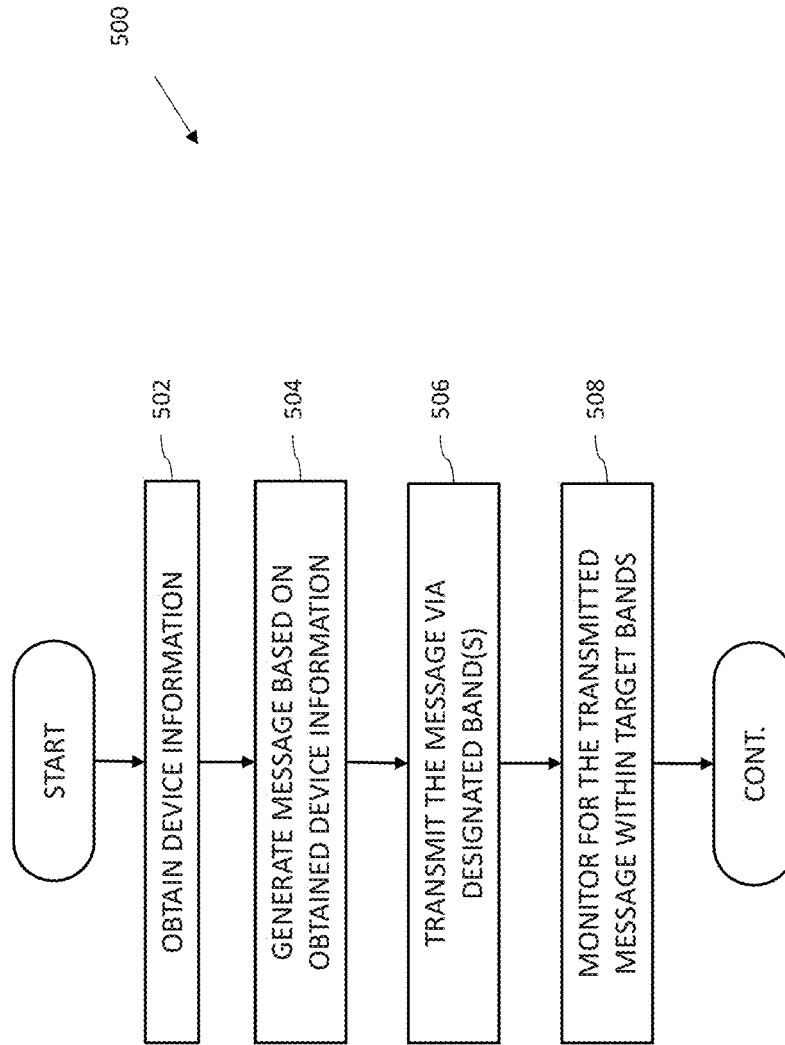 500
START
OBTAIN DEVICE INFORMATION
502
GENERATE MESSAGE BASED ON
OBTAINED DEVICE INFORMATION
504
TRANSMIT THE MESSAGE VIA
DESIGNATED BAND(S)
506
MONITOR FOR THE TRANSMITTED
MESSAGE WITHIN TARGET BANDS
508
CONT.